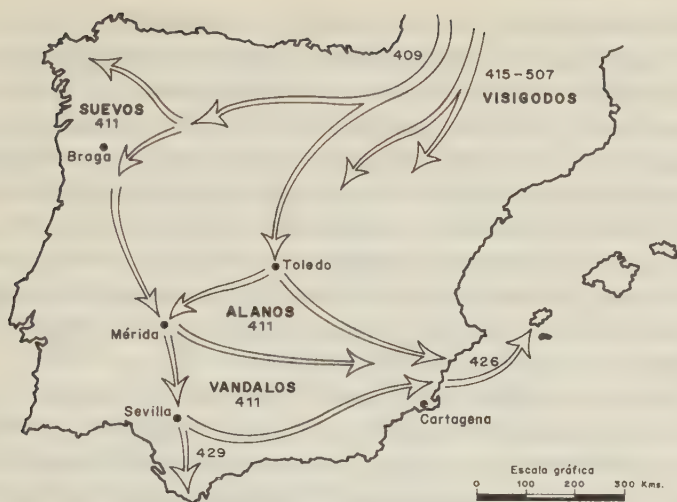 409
415-507
VISIGODOS
SUEVOS
411
Braga
Toledo
ALANOS
411
Mérida
VANDALOS
411
426
Sevilla
Cartagena
429
Escala gráfica
0 100 200 300 Kms.